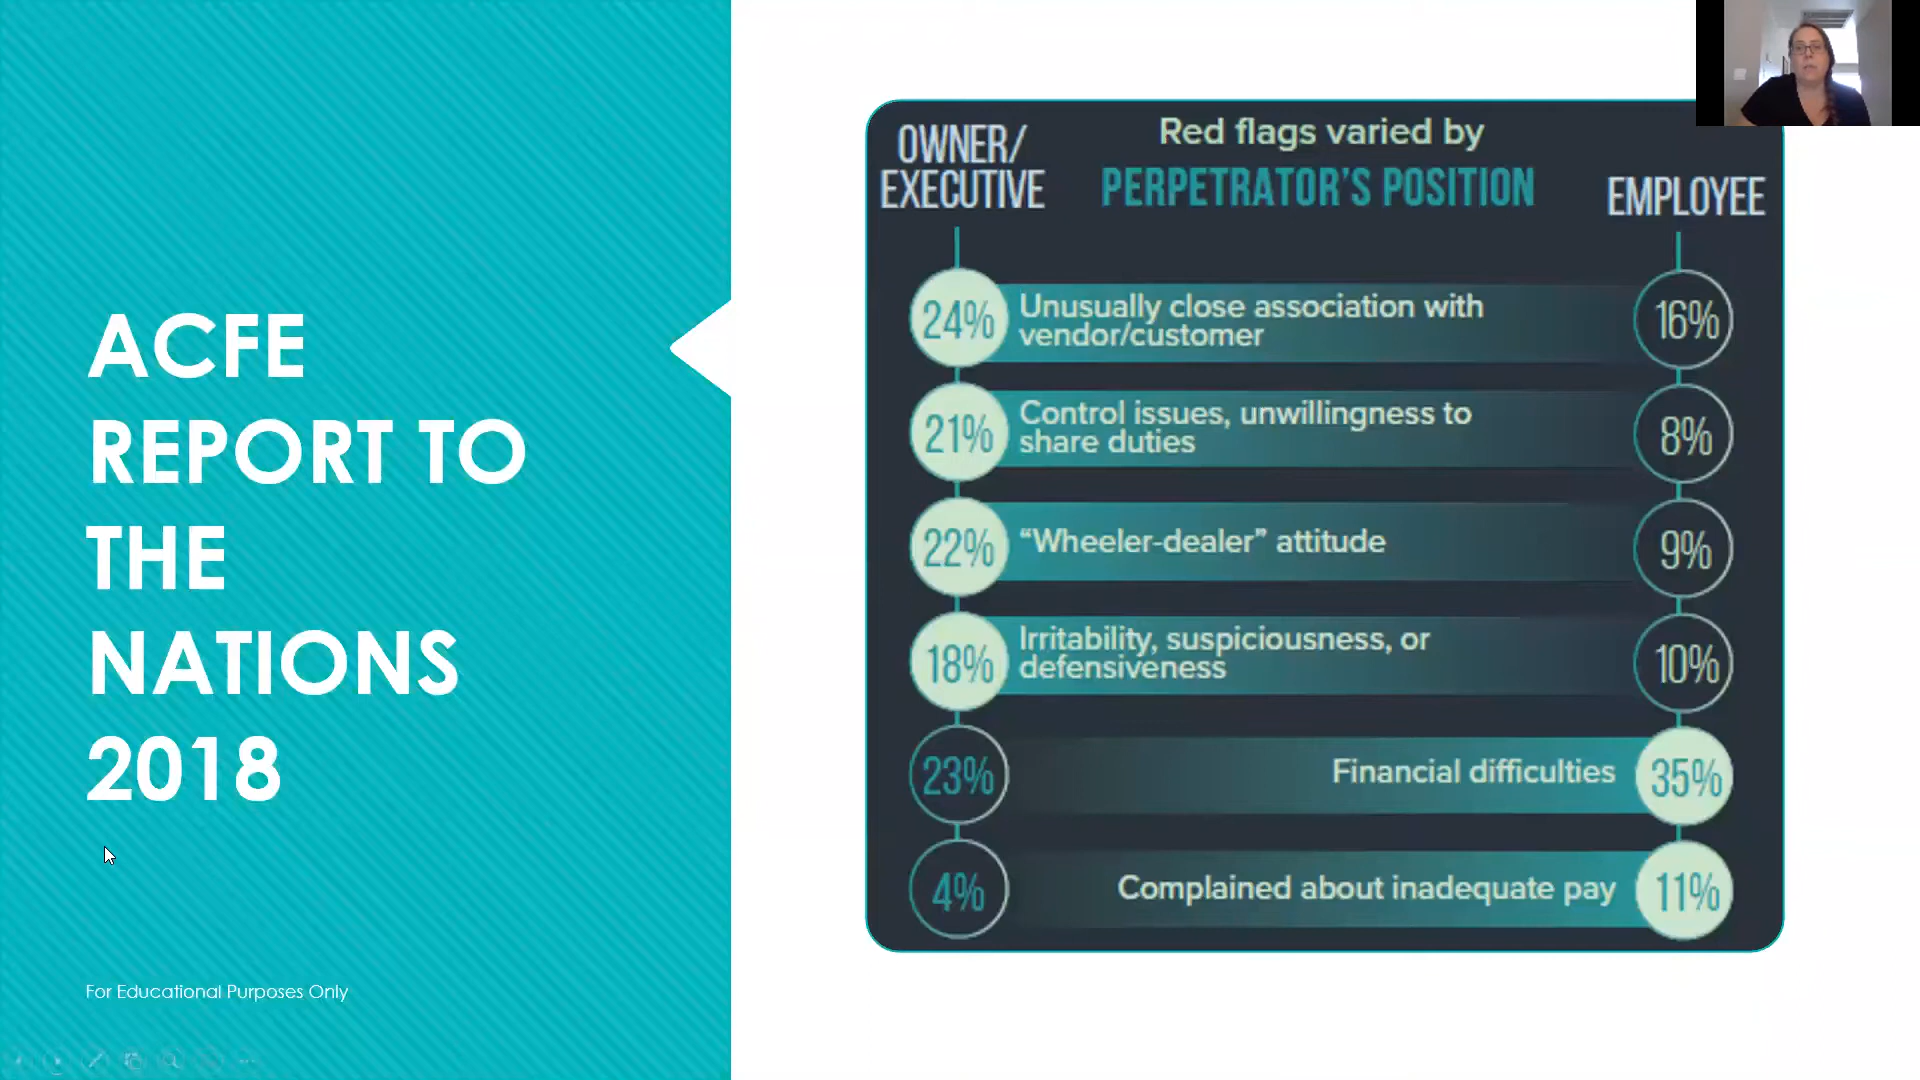 ACFE
REPORT TO
THE
NATIONS
2018
For Educational Purposes Only
OWNER/
EXECUTIVE
Red flags varied by
PERPETRATOR'S POSITION
EMPLOYEE
24%
Unusually close association with
vendor/customer
16%
21%
Control issues, unwillingness to
share duties
8%
22%
“Wheeler-dealer” attitude
9%
18%
Irritability, suspiciousness, or
defensiveness
10%
23%
Financial difficulties
35%
4%
Complained about inadequate pay
11%